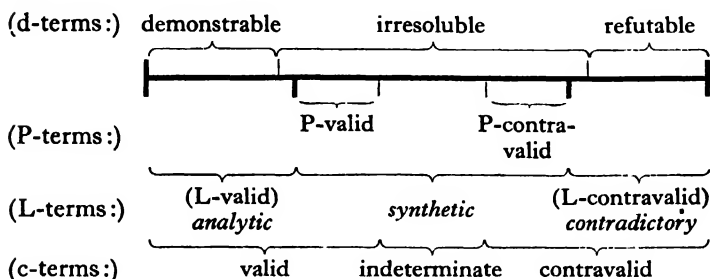 (d-terms:) demonstrable irresoluble refutable
P-valid P-contra-
(P-terms:) valid
(L-valid) (L-contravalid)
(L-terms:) analytic synthetic contradictory
(c-terms:) valid indeterminate contravalid